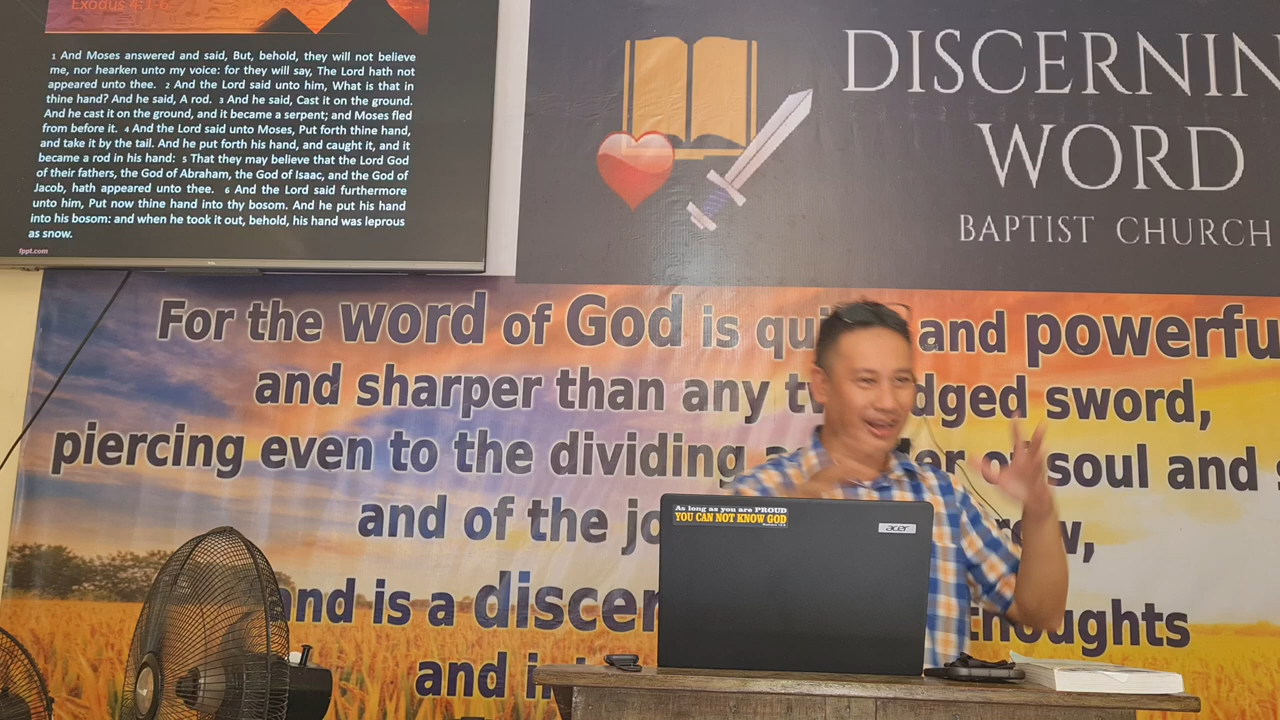 Exodus 4:1-6
1 And Moses answered and said, But, behold, they will not believe
me, nor hearken unto my voice: for they will say, The Lord hath not
appeared unto thee. 2 And the Lord said unto him, What is that in
thine hand? And he said, A rod. 3 And he said, Cast it on the ground.
And he cast it on the ground, and it became a serpent; and Moses fled
from before it. 4 And the Lord said unto Moses, Put forth thine hand,
and take it by the tail. And he put forth his hand, and caught it, and it
became a rod in his hand: 5 That they may believe that the Lord God
of their fathers, the God of Abraham, the God of Isaac, and the God of
Jacob, hath appeared unto thee. 6 And the Lord said furthermore
unto him, Put now thine hand into thy bosom. And he put his hand
into his bosom: and when he took it out, behold, his hand was leprous
as snow.
fppt.com
TCL
DISCERNIN
WORD
BAPTIST CHURCH
For the word of God is qui and powerfu
and sharper than any tw dged sword,
piercing even to the dividing a der of soul and s
and of the jo row,
and is a discer thoughts
and int
As long as you are PROUD
YOU CAN NOT KNOW GOD
acer